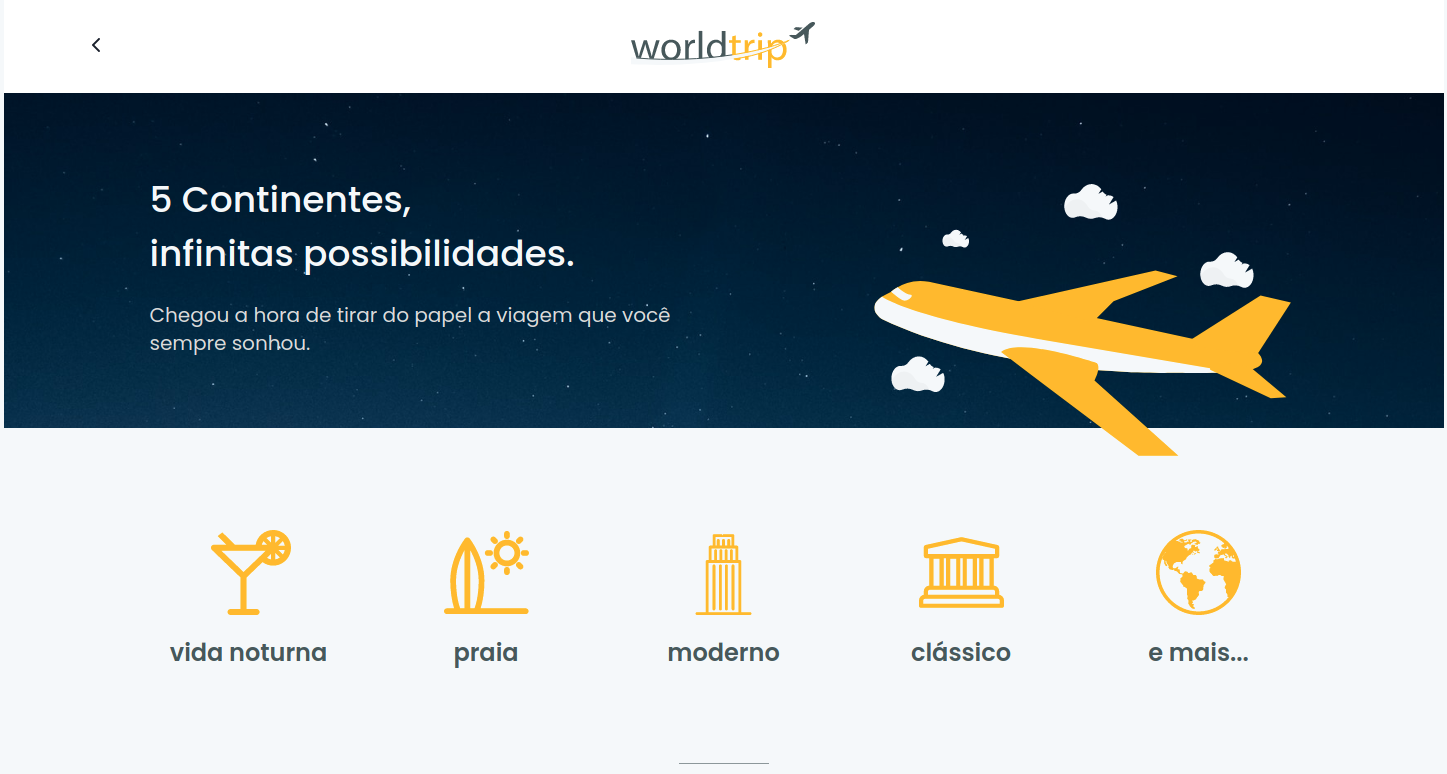 worldtrip
5 Continentes,
infinitas possibilidades.
Chegou a hora de tirar do papel a viagem que você
sempre sonhou.
vida noturna
praia
moderno
clássico
e mais...